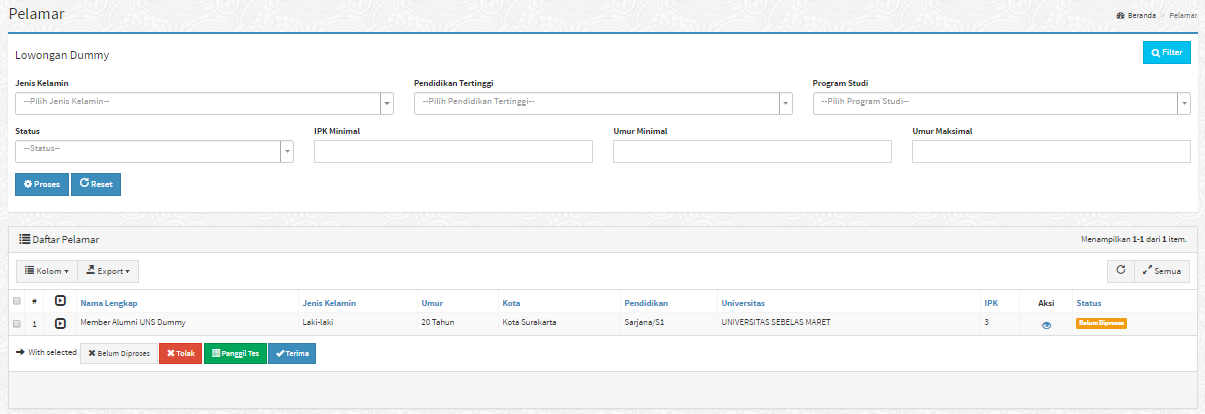 Pelamar
Beranda > Pelamar
Lowongan Dummy
Filter
Jenis Kelamin Pendidikan Tertinggi Program Studi
--Pilih Jenis Kelamin-- --Pilih Pendidikan Tertinggi-- --Pilih Program Studi--
Status IPK Minimal Umur Minimal Umur Maksimal
--Status--
Proses Reset
Daftar Pelamar
Menampilkan 1-1 dari 1 item.
Kolom Export Semua
# Nama Lengkap Jenis Kelamin Umur Kota Pendidikan Universitas IPK Aksi Status
1 Member Alumni UNS Dummy Laki-laki 20 Tahun Kota Surakarta Sarjana/S1 UNIVERSITAS SEBELAS MARET 3 Belum Diproses
With selected Belum Diproses Tolak Panggil Tes Terima